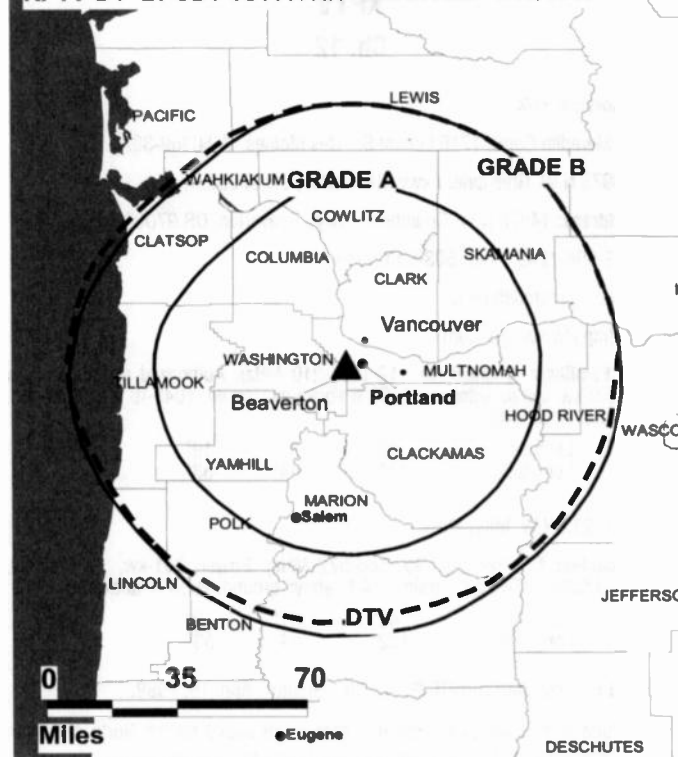 LEWIS
PACIFIC
GRADE B
WAHKIAKUM
GRADE A
COWLITZ
CLATSOP
COLUMBIA
SKAMANIA
CLARK
Vancouver
WASHINGTON
MULTNOMAH
TILLAMOOK
Beaverton
Portland
HOOD RIVER
WASCO
YAMHILL
CLACKAMAS
MARION
Salem
POLK
LINCOLN
JEFFERSO
BENTON
DTV
0 35 70
Miles
Eugene
DESCHUTES